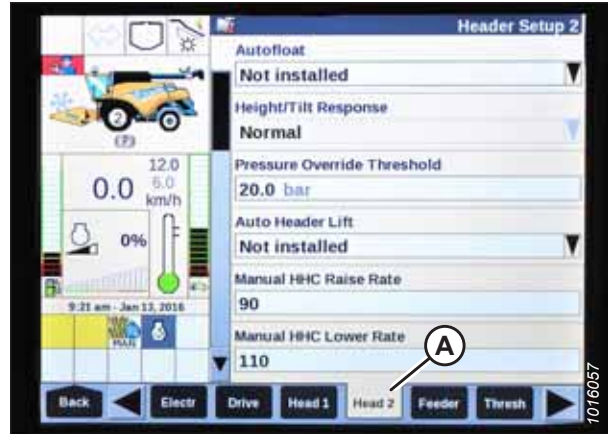 Header Setup 2
Autofloat
Not installed
Height/Tilt Response
Normal
Pressure Override Threshold
20.0 bar
Auto Header Lift
Not installed
Manual HHC Raise Rate
90
Manual HHC Lower Rate
110
2
(P)
12.0
0.0
6.0
km/h
0%
9:21 am - Jan 13, 2016
MAN
A
Back
Electr
Drive
Head 1
Head 2
Feeder
Thresh
1016057